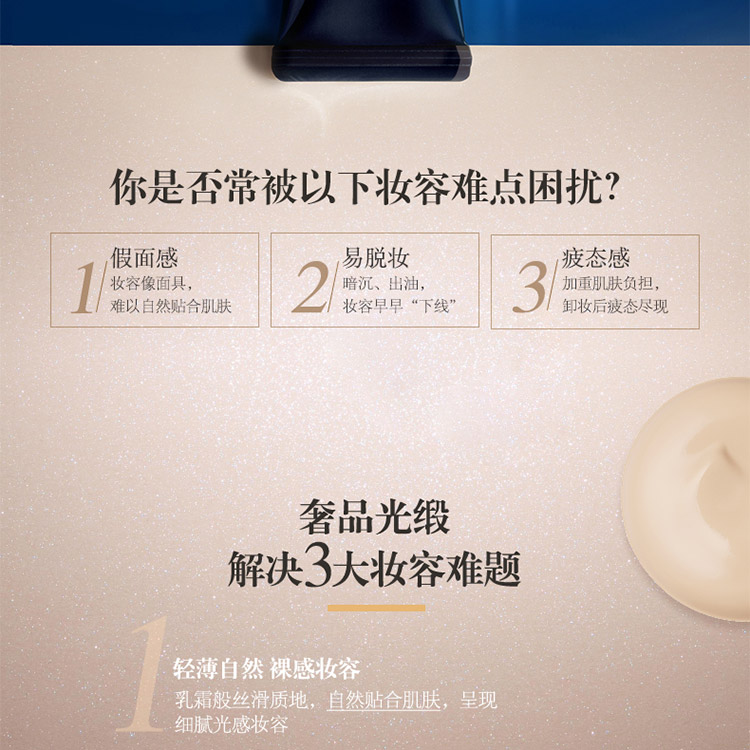 你是否常被以下妆容难点困扰?
1 假面感
妆容像面具,
难以自然贴合肌肤
2 易脱妆
暗沉、出油,
妆容早早“下线”
3 疲态感
加重肌肤负担,
卸妆后疲态尽现
奢品光缎
解决3大妆容难题
1 轻薄自然 裸感妆容
乳霜般丝滑质地，自然贴合肌肤，呈现
细腻光感妆容